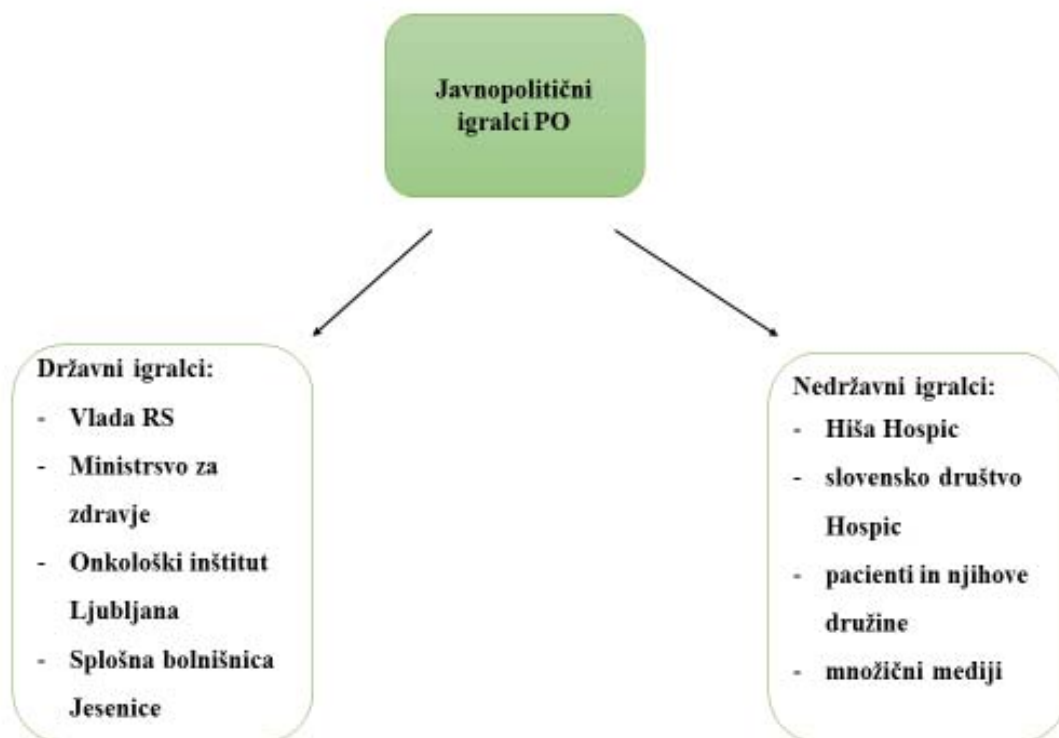 Javnopolitični
igralci PO
Državni igralci:
- Vlada RS
- Ministrsvo za
zdravje
- Onkološki inštitut
Ljubljana
- Splošna bolnišnica
Jesenice
Nedržavni igralci:
- Hiša Hospic
- slovensko društvo
Hospic
- pacienti in njihove
družine
- množični mediji